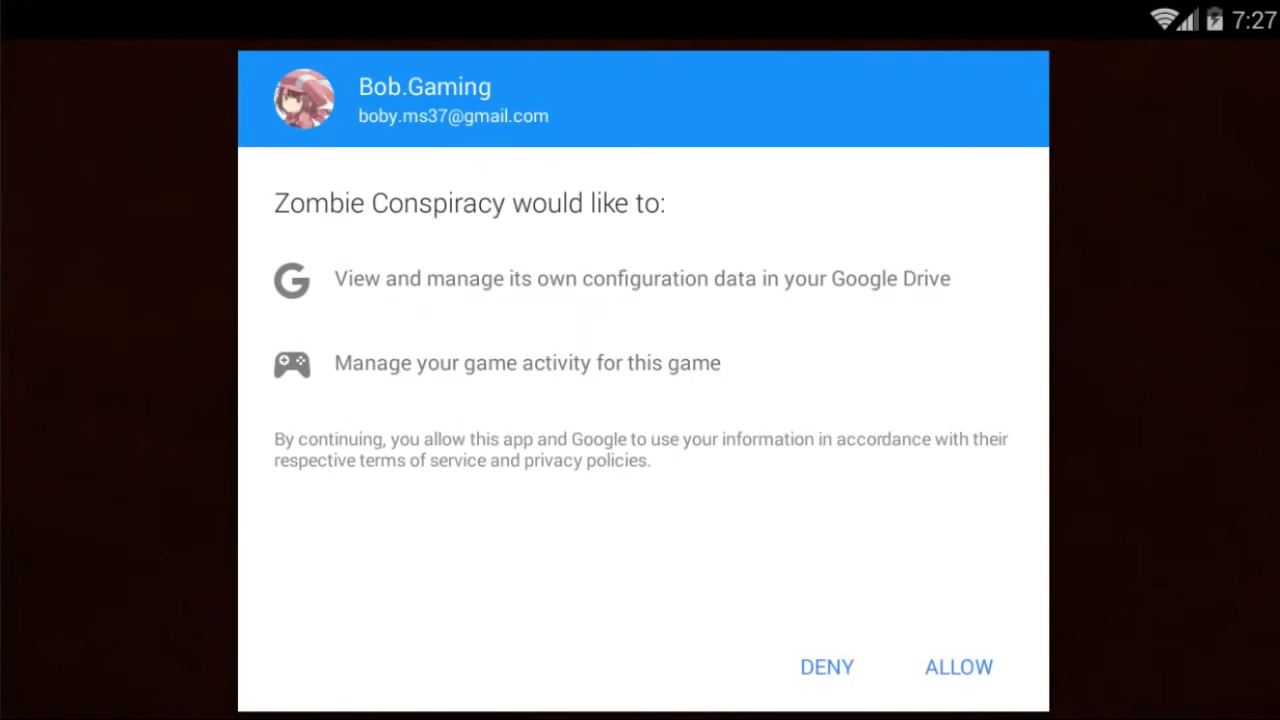 7:27
Bob.Gaming
boby.ms37@gmail.com
Zombie Conspiracy would like to:
View and manage its own configuration data in your Google Drive
Manage your game activity for this game
By continuing, you allow this app and Google to use your information in accordance with their
respective terms of service and privacy policies.
DENY ALLOW